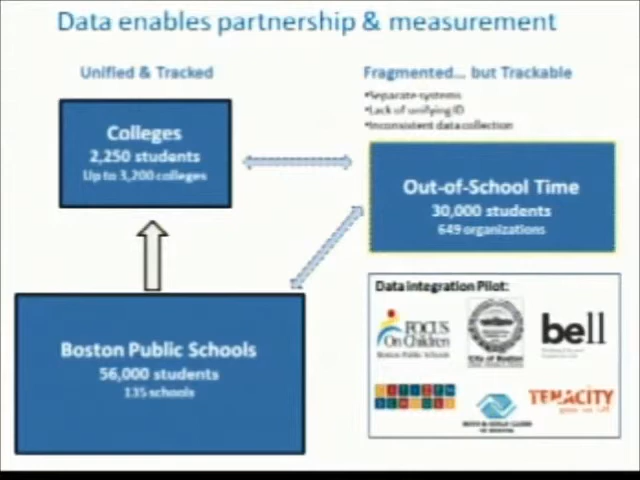 Data enables partnership & measurement
Unified & Tracked
Fragmented... but Trackable
•Separate systems
•Lack of unifying ID
•Inconsistent data collection
Colleges
2,250 students
Up to 3,200 colleges
Out-of-School Time
30,000 students
649 organizations
Boston Public Schools
56,000 students
135 schools
Data integration Pilot:
FOCUS
On Children
Boston Public Schools
City of Boston
bell
CITIZEN
SCHOOLS
BOYS & GIRLS CLUBS
OF BOSTON
TENACITY